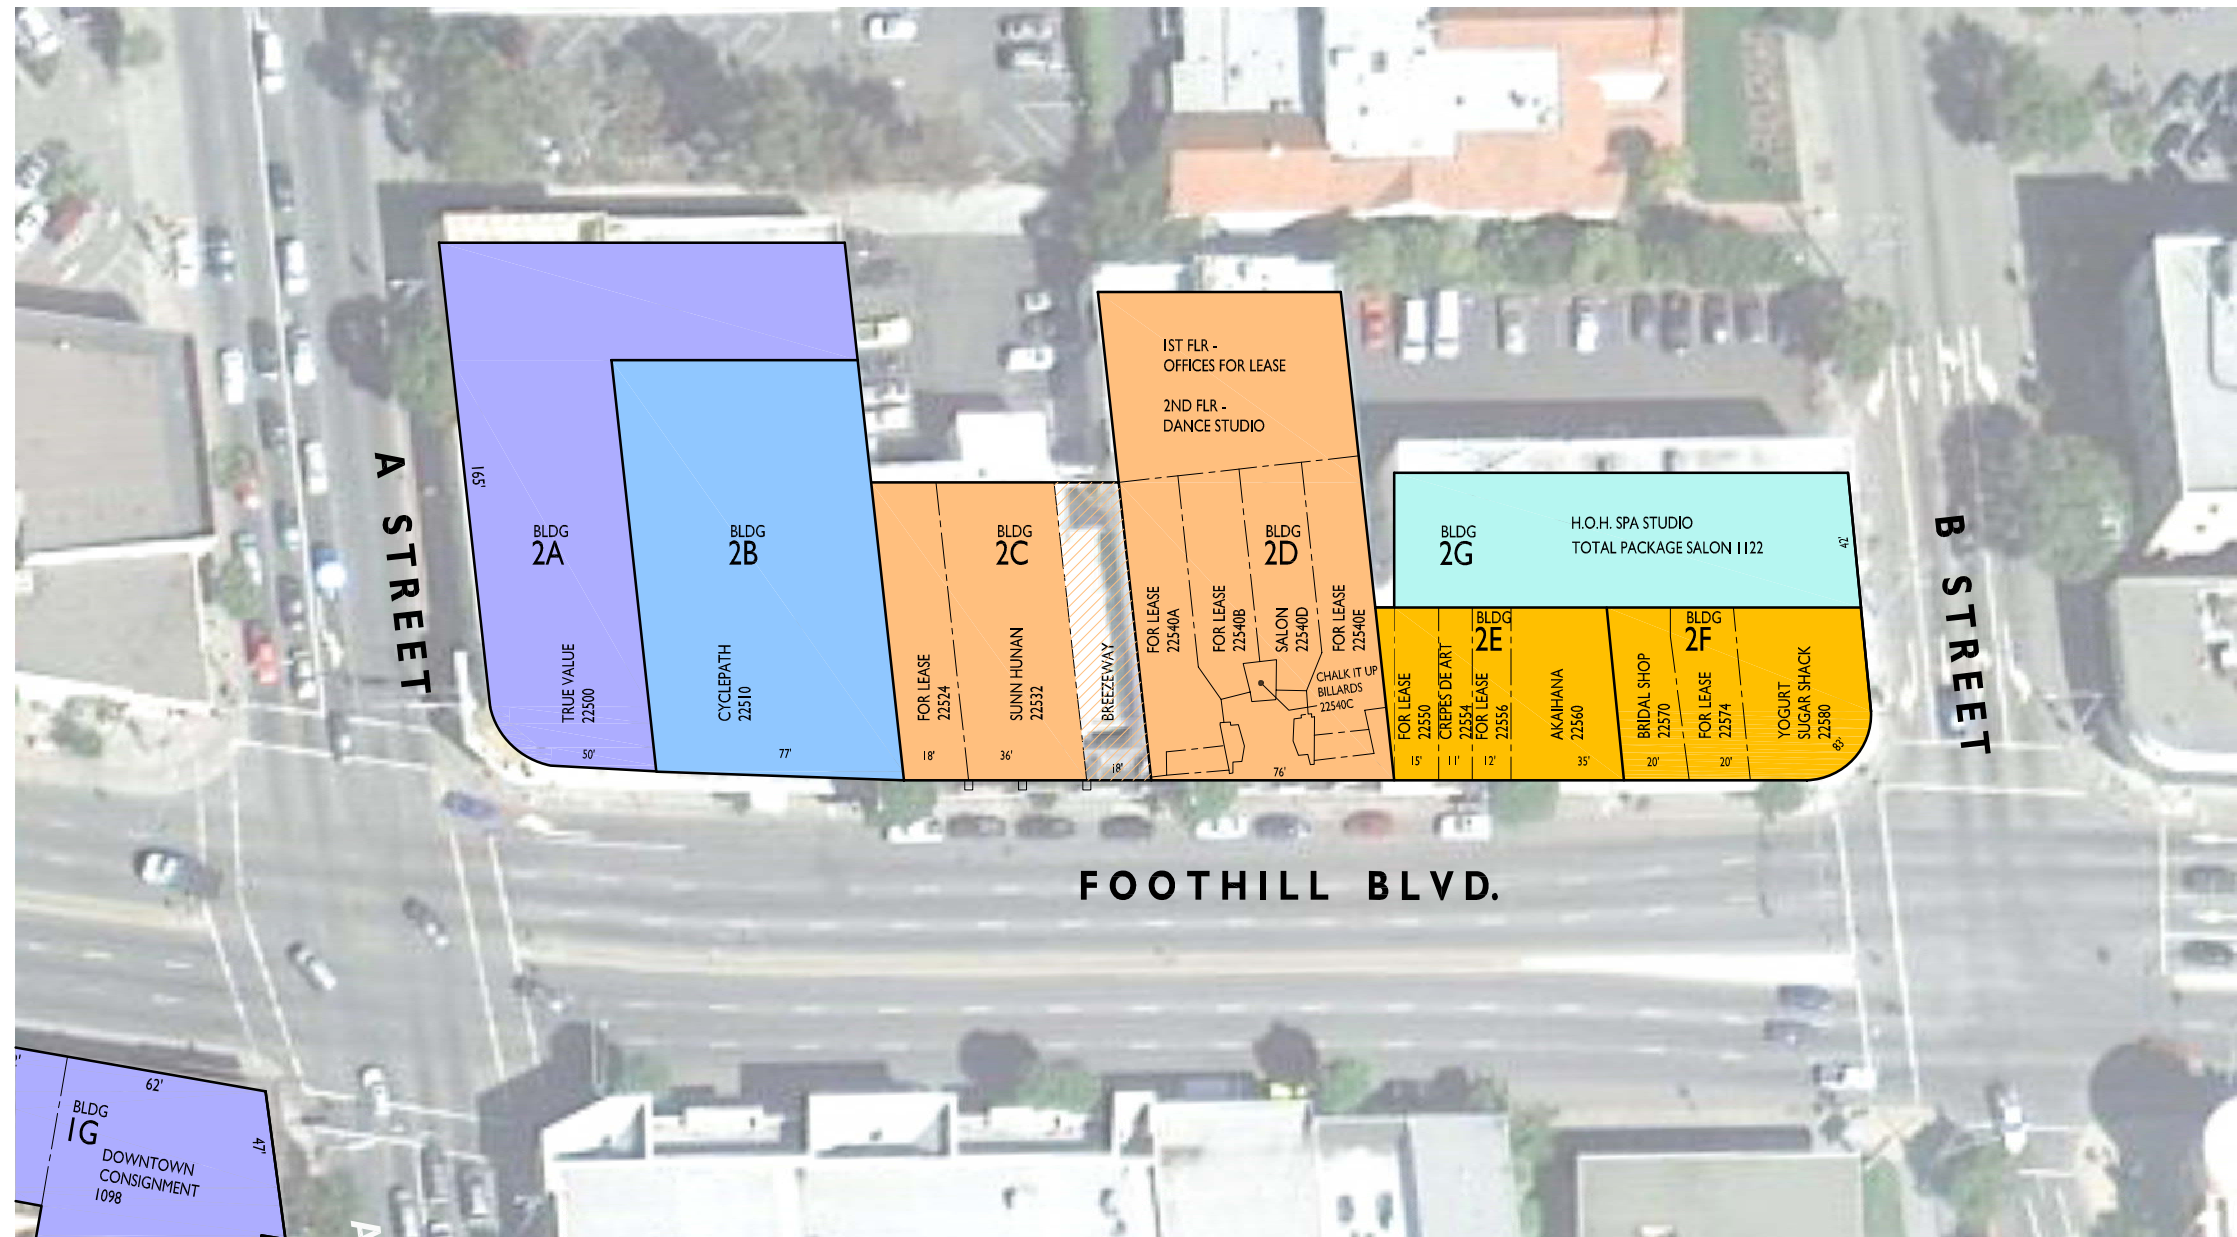 1ST FLR -
OFFICES FOR LEASE
2ND FLR -
DANCE STUDIO
A STREET
165'
BLDG
2A
TRUE VALUE
22500
50'
BLDG
2B
CYCLEPATH
22510
77'
BLDG
2C
FOR LEASE
22524
18'
SUNN HUNAN
22532
36'
BREEZEWAY
18'
BLDG
2D
FOR LEASE
22540A
FOR LEASE
22540B
SALON
22540D
FOR LEASE
22540E
CHALK IT UP
BILLARDS
22540C
76'
BLDG
2G
H.O.H. SPA STUDIO
TOTAL PACKAGE SALON 1122
42'
BLDG
2E
FOR LEASE
22550
15'
CREPES DE ART
22554
11'
FOR LEASE
22556
12'
AKAIHANA
22560
35'
BLDG
2F
BRIDAL SHOP
22570
20'
FOR LEASE
22574
20'
YOGURT
SUGAR SHACK
22580
83'
B STREET
FOOTHILL BLVD.
62'
BLDG
1G
47'
DOWNTOWN
CONSIGNMENT
1098
A